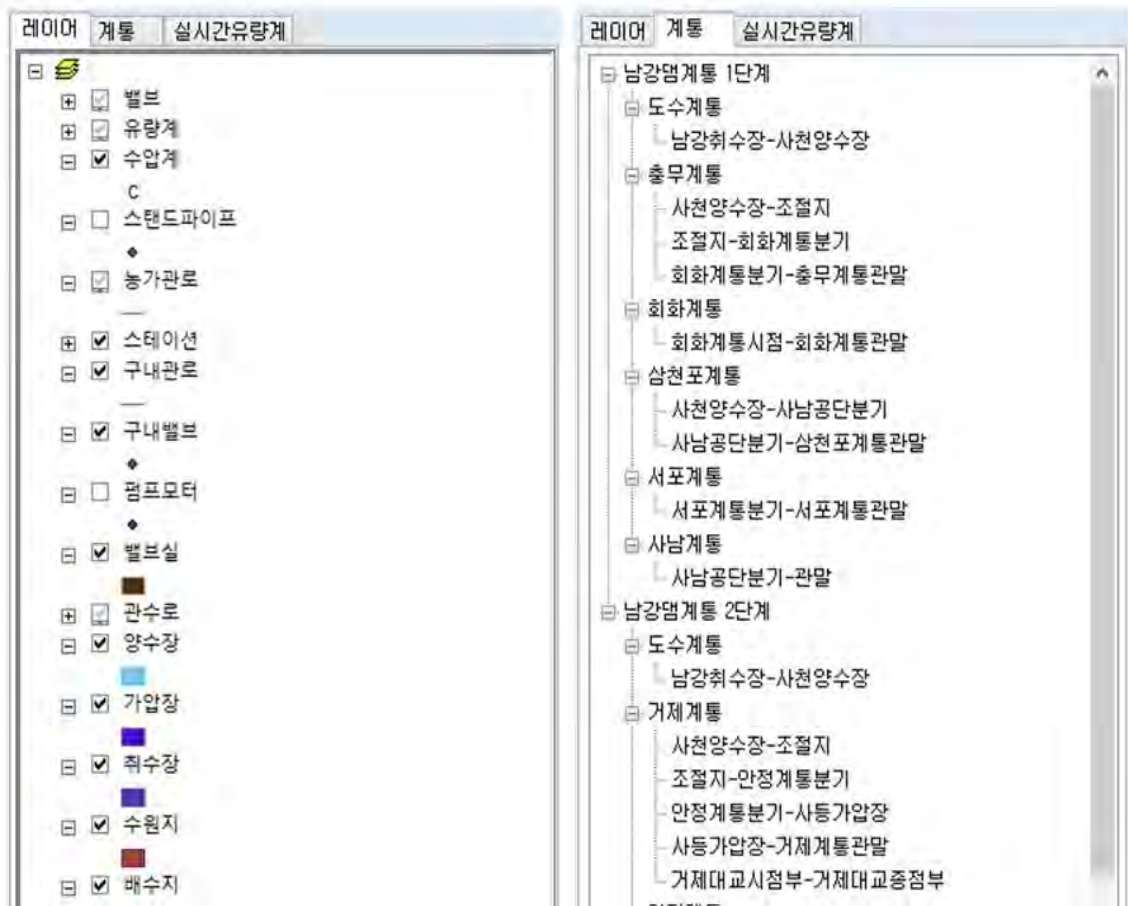 레이어 계통 실시간유량계
밸브
유량계
수압계
C
스탠드파이프
농가관로
스테이션
구내관로
구내밸브
펌프모터
밸브실
관수로
양수장
가압장
취수장
수원지
배수지
레이어 계통 실시간유량계
남강댐계통 1단계
도수계통
남강취수장-사천양수장
충무계통
사천양수장-조절지
조절지-회화계통분기
회화계통분기-충무계통관말
회화계통
회화계통시점-회화계통관말
삼천포계통
사천양수장-사남공단분기
사남공단분기-삼천포계통관말
서포계통
서포계통분기-서포계통관말
사남계통
사남공단분기-관말
남강댐계통 2단계
도수계통
남강취수장-사천양수장
거제계통
사천양수장-조절지
조절지-안정계통분기
안정계통분기-사등가압장
사등가압장-거제계통관말
거제대교시점부-거제대교종점부